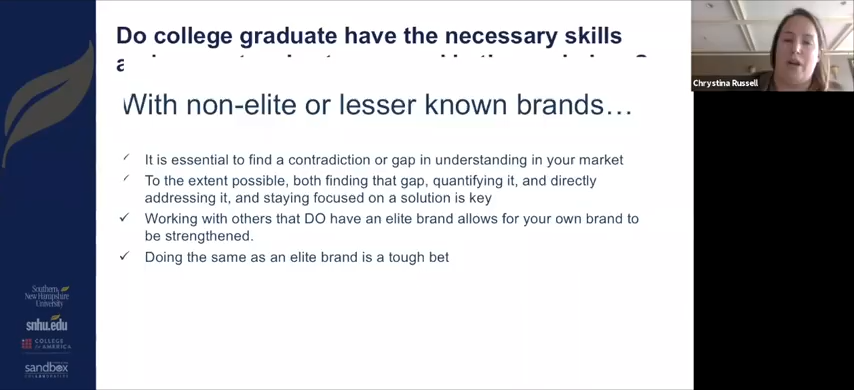 Do college graduate have the necessary skills
With non-elite or lesser known brands…
It is essential to find a contradiction or gap in understanding in your market
To the extent possible, both finding that gap, quantifying it, and directly
addressing it, and staying focused on a solution is key
Working with others that DO have an elite brand allows for your own brand to
be strengthened.
Doing the same as an elite brand is a tough bet
Southern
New Hampshire
University
snhu.edu
COLLEGE
FOR AMERICA
sandbox
Chrystina Russell